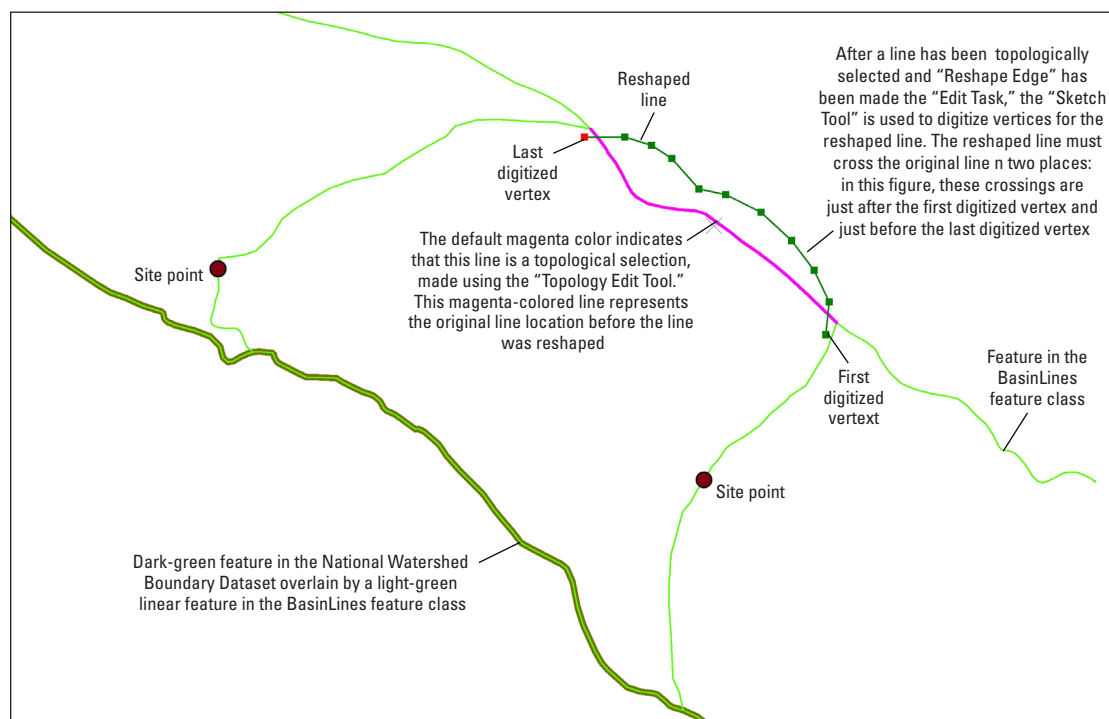 Reshaped
line
After a line has been topologically
selected and “Reshape Edge” has
been made the “Edit Task,” the “Sketch
Tool” is used to digitize vertices for the
reshaped line. The reshaped line must
cross the original line n two places:
in this figure, these crossings are
just after the first digitized vertex and
just before the last digitized vertex
Last
digitized
vertex
The default magenta color indicates
that this line is a topological selection,
made using the “Topology Edit Tool.”
This magenta-colored line represents
the original line location before the line
was reshaped
Site point
First
digitized
vertext
Feature in the
BasinLines
feature class
Site point
Dark-green feature in the National Watershed
Boundary Dataset overlain by a light-green
linear feature in the BasinLines feature class